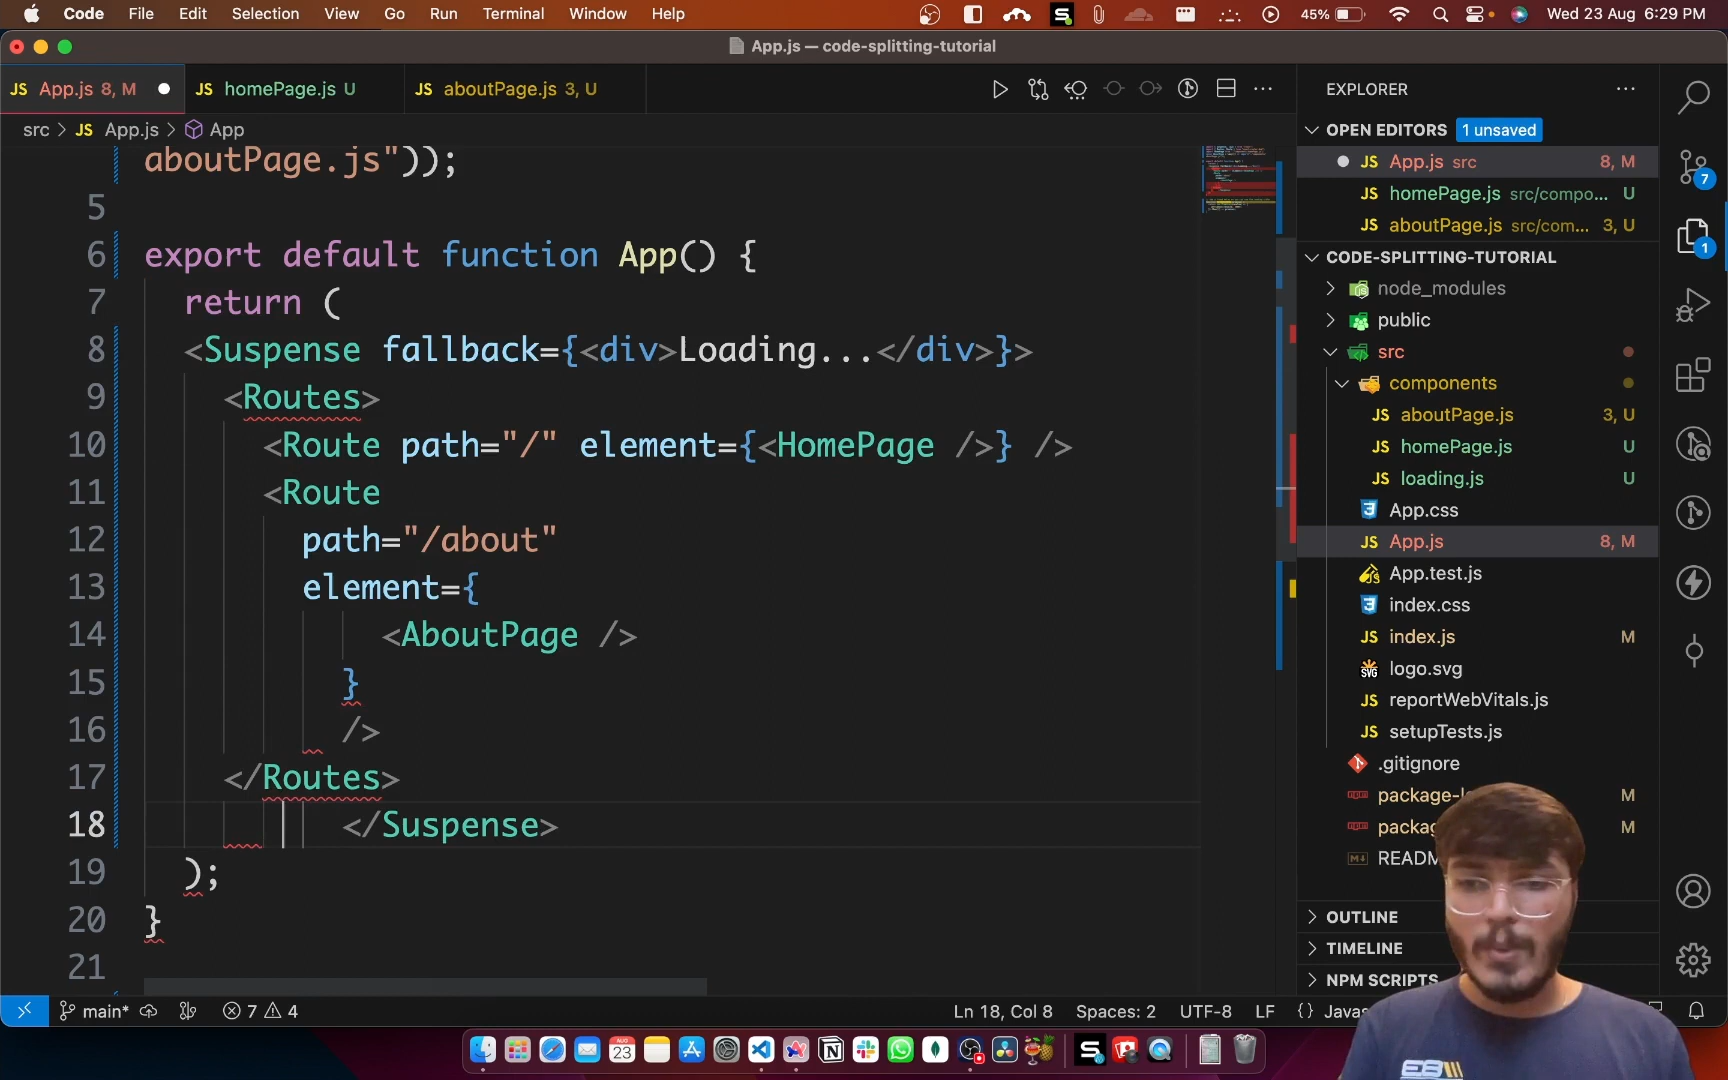 Code File Edit Selection View Go Run Terminal Window Help 45% Wed 23 Aug 6:29 PM
App.js — code-splitting-tutorial
JS App.js 8, M JS homePage.js U JS aboutPage.js 3, U
src > JS App.js > App
aboutPage.js"));
5
6 export default function App() {
7 return (
8 <Suspense fallback={<div>Loading...</div>}>
9 <Routes>
10 <Route path="/" element={<HomePage />} />
11 <Route
12 path="/about"
13 element={
14 <AboutPage />
15 }
16 />
17 </Routes>
18 </Suspense>
19 );
20 }
21
EXPLORER
OPEN EDITORS 1 unsaved
JS App.js src 8, M
JS homePage.js src/compo... U
JS aboutPage.js src/com... 3, U
CODE-SPLITTING-TUTORIAL
node_modules
public
src
components
JS aboutPage.js 3, U
JS homePage.js U
JS loading.js U
App.css
JS App.js 8, M
App.test.js
index.css
JS index.js M
logo.svg
JS reportWebVitals.js
JS setupTests.js
.gitignore
package-l M
packag M
READM
OUTLINE
TIMELINE
NPM SCRIPTS
7
1
main* 7 4 Ln 18, Col 8 Spaces: 2 UTF-8 LF {} Javas
AUG
23